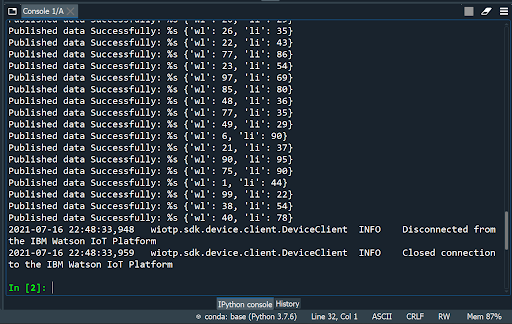 Console 1/A
Published data Successfully: %s {'wl': 26, 'li': 35}
Published data Successfully: %s {'wl': 22, 'li': 43}
Published data Successfully: %s {'wl': 77, 'li': 86}
Published data Successfully: %s {'wl': 23, 'li': 54}
Published data Successfully: %s {'wl': 97, 'li': 69}
Published data Successfully: %s {'wl': 85, 'li': 80}
Published data Successfully: %s {'wl': 48, 'li': 36}
Published data Successfully: %s {'wl': 77, 'li': 35}
Published data Successfully: %s {'wl': 49, 'li': 29}
Published data Successfully: %s {'wl': 6, 'li': 90}
Published data Successfully: %s {'wl': 21, 'li': 37}
Published data Successfully: %s {'wl': 90, 'li': 95}
Published data Successfully: %s {'wl': 75, 'li': 90}
Published data Successfully: %s {'wl': 1, 'li': 44}
Published data Successfully: %s {'wl': 99, 'li': 22}
Published data Successfully: %s {'wl': 38, 'li': 54}
Published data Successfully: %s {'wl': 40, 'li': 78}
2021-07-16 22:48:33,948 wiotp.sdk.device.client.DeviceClient INFO Disconnected from
the IBM Watson IoT Platform
2021-07-16 22:48:33,959 wiotp.sdk.device.client.DeviceClient INFO Closed connection
to the IBM Watson IoT Platform
In [2]:
IPython console History
conda: base (Python 3.7.6) Line 32, Col 1 ASCII CRLF RW Mem 87%